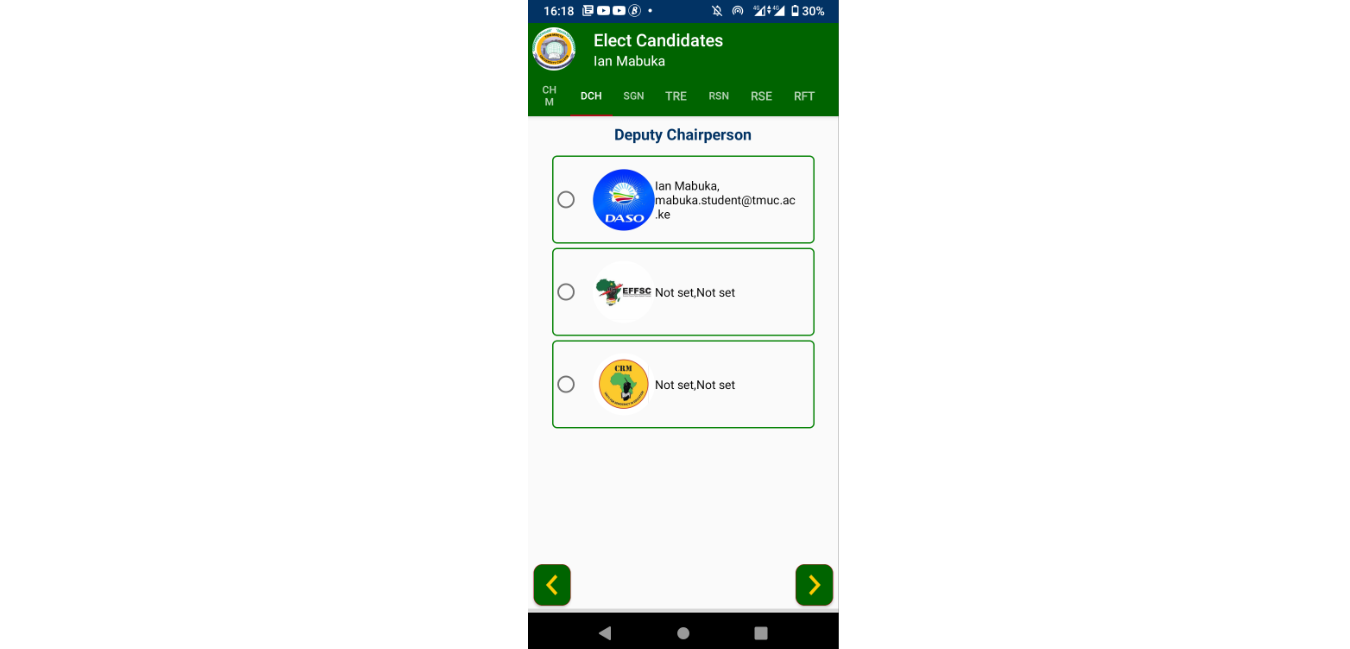 16:18
30%
Elect Candidates
Ian Mabuka
CH
M
DCH
SGN
TRE
RSN
RSE
RFT
Deputy Chairperson
Ian Mabuka,
mabuka.student@tmuc.ac
.ke
DASO
EFFSC
Not set,Not set
CRM
Not set,Not set